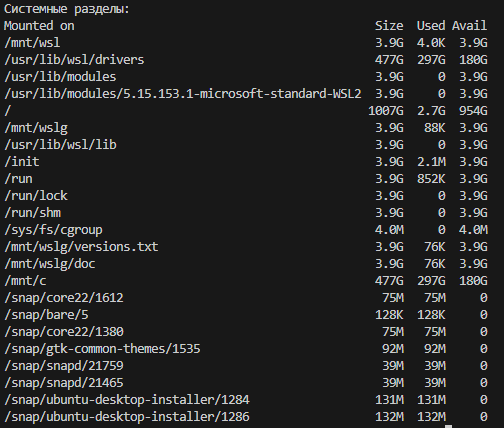 Системные разделы:
Mounted on Size Used Avail
/mnt/wsl 3.9G 4.0K 3.9G
/usr/lib/wsl/drivers 477G 297G 180G
/usr/lib/modules 3.9G 0 3.9G
/usr/lib/modules/5.15.153.1-microsoft-standard-WSL2 3.9G 0 3.9G
/ 1007G 2.7G 954G
/mnt/wslg 3.9G 88K 3.9G
/usr/lib/wsl/lib 3.9G 0 3.9G
/init 3.9G 2.1M 3.9G
/run 3.9G 852K 3.9G
/run/lock 3.9G 0 3.9G
/run/shm 3.9G 0 3.9G
/sys/fs/cgroup 4.0M 0 4.0M
/mnt/wslg/versions.txt 3.9G 76K 3.9G
/mnt/wslg/doc 3.9G 76K 3.9G
/mnt/c 477G 297G 180G
/snap/core22/1612 75M 75M 0
/snap/bare/5 128K 128K 0
/snap/core22/1380 75M 75M 0
/snap/gtk-common-themes/1535 92M 92M 0
/snap/snapd/21759 39M 39M 0
/snap/snapd/21465 39M 39M 0
/snap/ubuntu-desktop-installer/1284 131M 131M 0
/snap/ubuntu-desktop-installer/1286 132M 132M 0